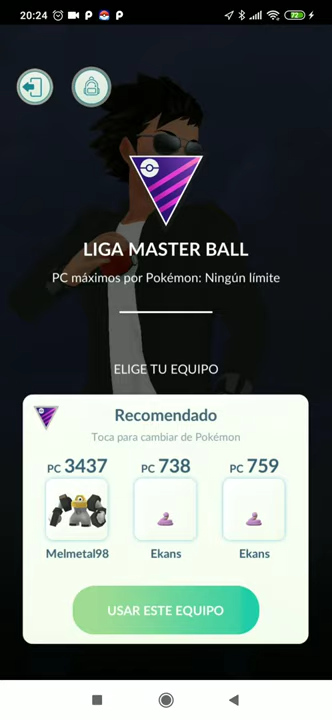 20:24
72
LIGA MASTER BALL
PC máximos por Pokémon: Ningún límite
ELIGE TU EQUIPO
Recomendado
Toca para cambiar de Pokémon
PC 3437 PC 738 PC 759
Melmetal98 Ekans Ekans
USAR ESTE EQUIPO